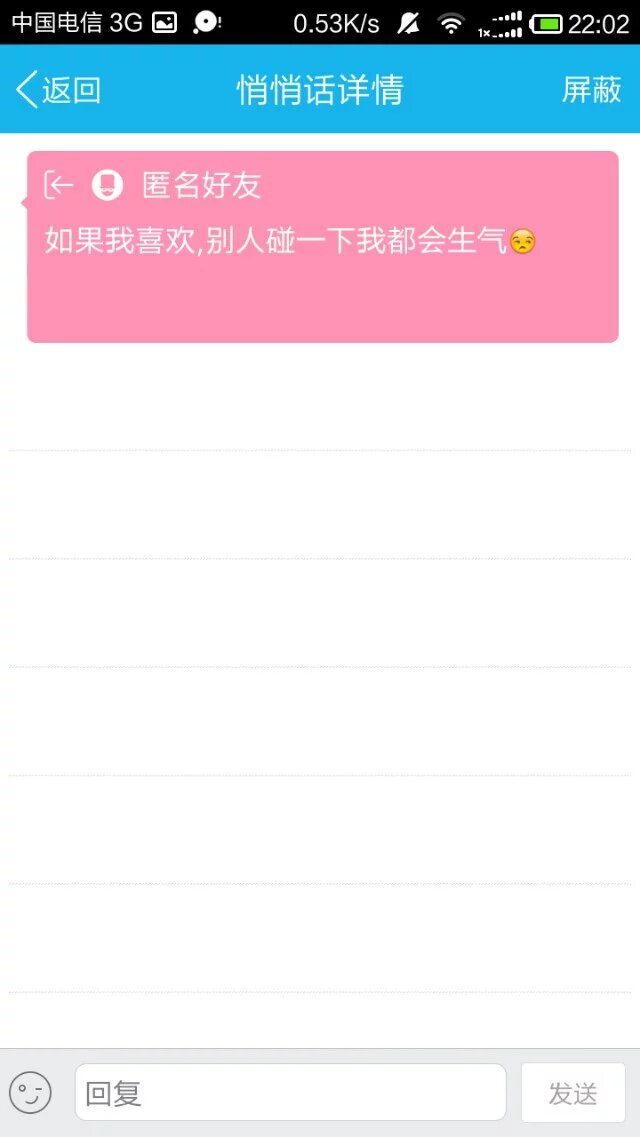 中国电信 3G 0.53K/s 1x 22:02
返回 悄悄话详情 屏蔽
匿名好友
如果我喜欢,别人碰一下我都会生气😒
回复 发送